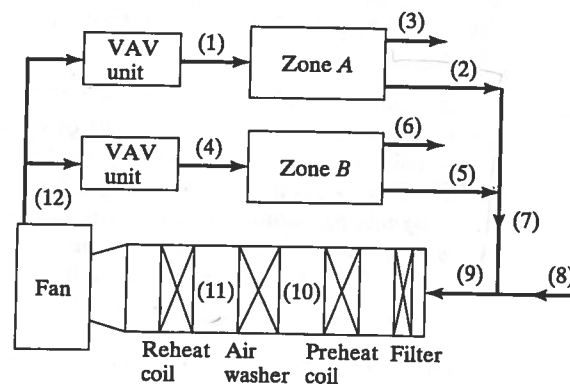 VAV
unit
(1)
Zone A
(3)
(2)
VAV
unit
(4)
Zone B
(6)
(5)
(12)
(7)
Fan
(11)
(10)
(9)
(8)
Reheat
coil
Air
washer
Preheat
coil
Filter